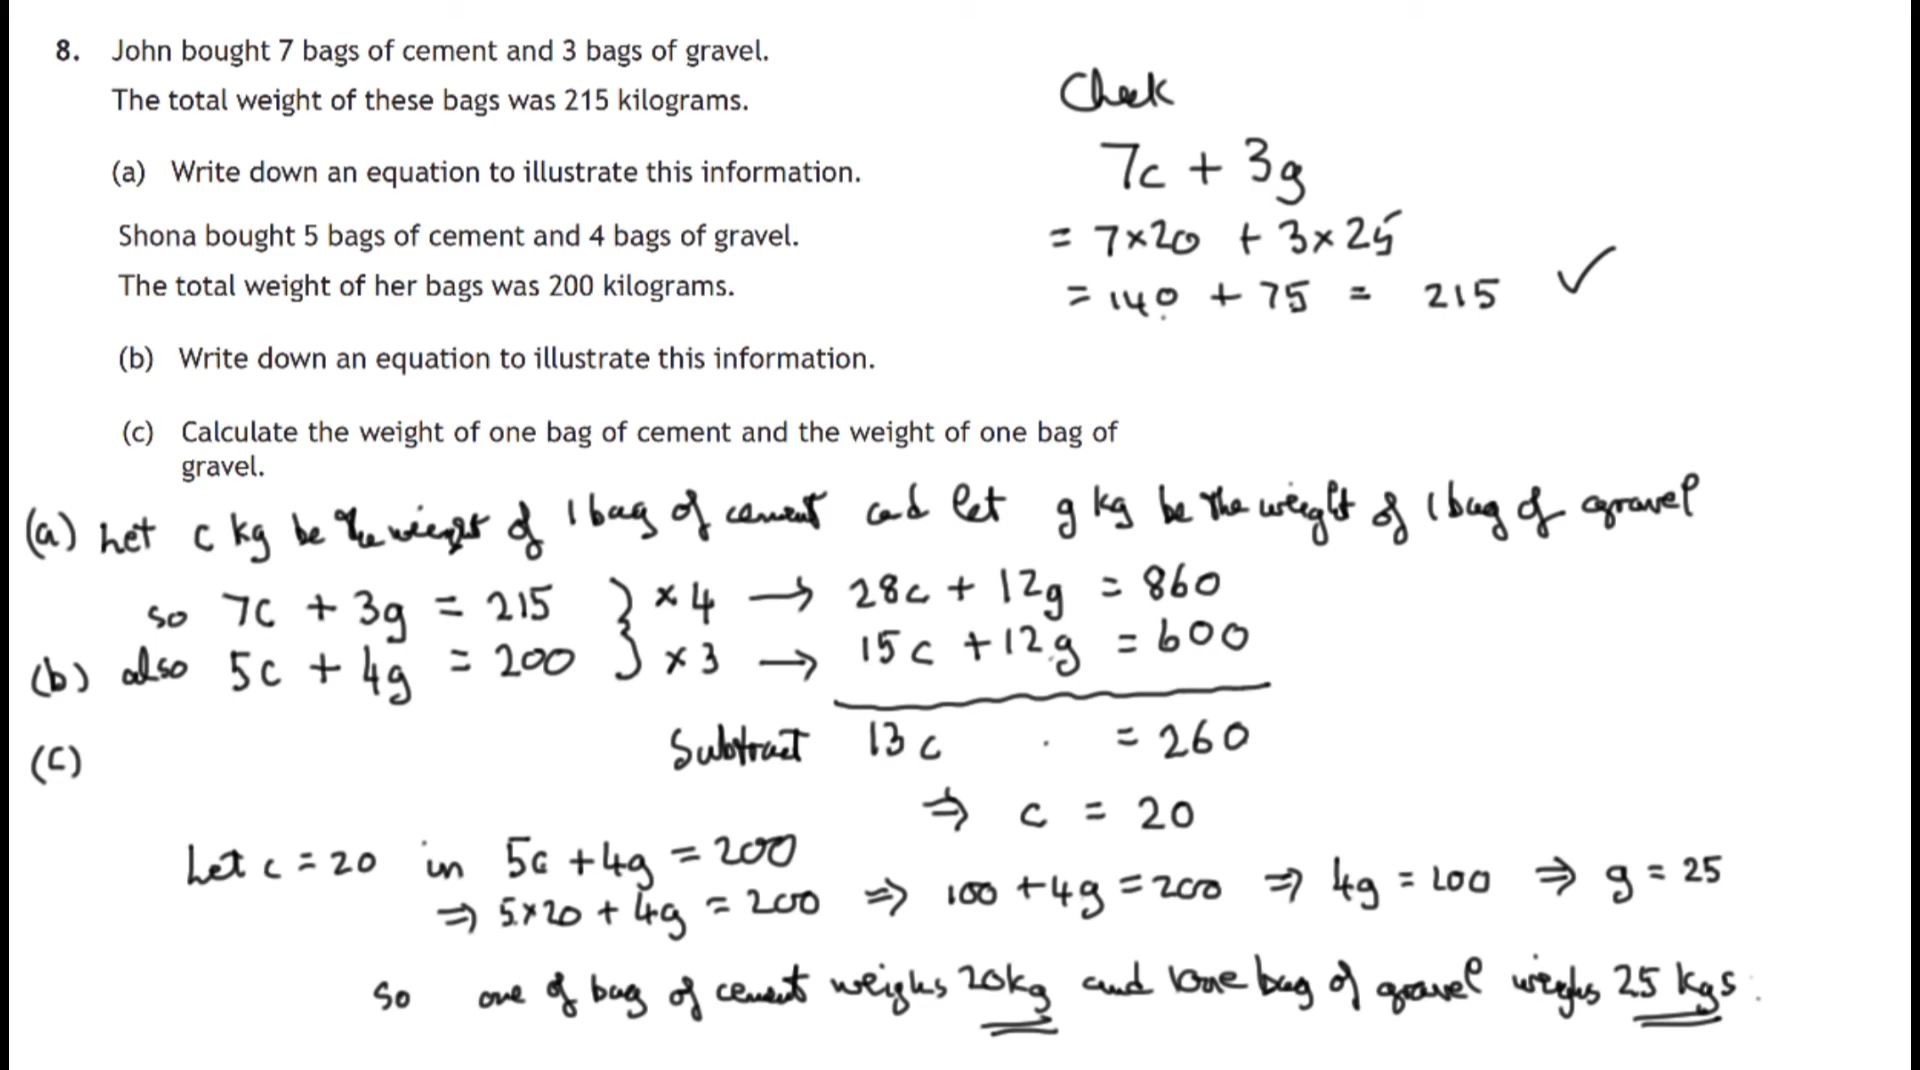 8. John bought 7 bags of cement and 3 bags of gravel.
The total weight of these bags was 215 kilograms.
(a) Write down an equation to illustrate this information.
Shona bought 5 bags of cement and 4 bags of gravel.
The total weight of her bags was 200 kilograms.
(b) Write down an equation to illustrate this information.
(c) Calculate the weight of one bag of cement and the weight of one bag of
gravel.
Check
7c + 3g
= 7×20 + 3×25
= 140 + 75 = 215 ✓
(a) Let c kg be the weight of 1 bag of cement and let g kg be the weight of 1 bag of gravel
so 7c + 3g = 215 } ×4 → 28c + 12g = 860
(b) also 5c + 4g = 200 } ×3 → 15c + 12g = 600
(c) Subtract 13c = 260
⇒ c = 20
Let c = 20 in 5c + 4g = 200
⇒ 5×20 + 4g = 200 ⇒ 100 + 4g = 200 ⇒ 4g = 100 ⇒ g = 25
So one of bag of cement weighs 20kg and one bag of gravel weighs 25 kgs.